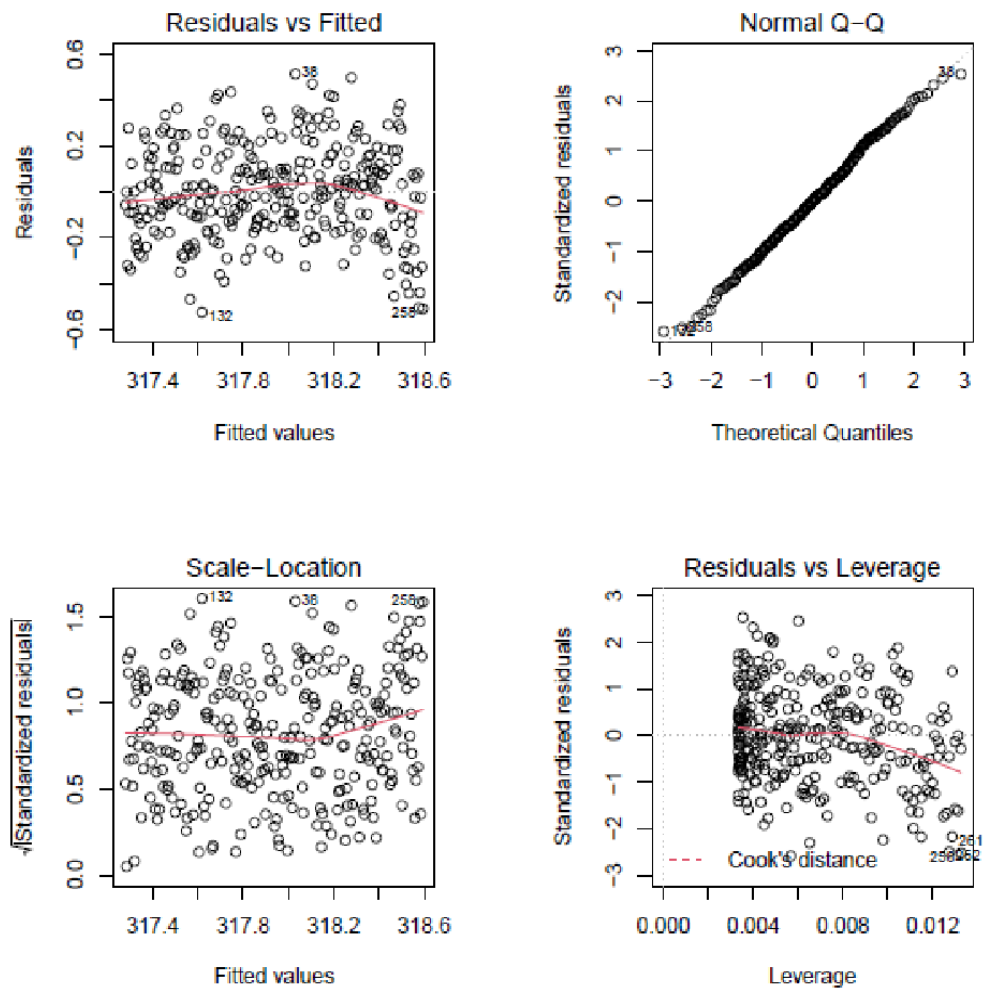 Residuals vs Fitted
Residuals
0.6
0.2
−0.2
−0.6
38
132
258
317.4 317.8 318.2 318.6
Fitted values
Normal Q−Q
Standardized residuals
3
2
1
0
−1
−2
38
258
−3 −2 −1 0 1 2 3
Theoretical Quantiles
Scale−Location
√|Standardized residuals|
1.5
1.0
0.5
0.0
132
38
258
317.4 317.8 318.2 318.6
Fitted values
Residuals vs Leverage
Standardized residuals
3
2
1
0
−1
−2
−3
261
Cook's distance
0.000 0.004 0.008 0.012
Leverage